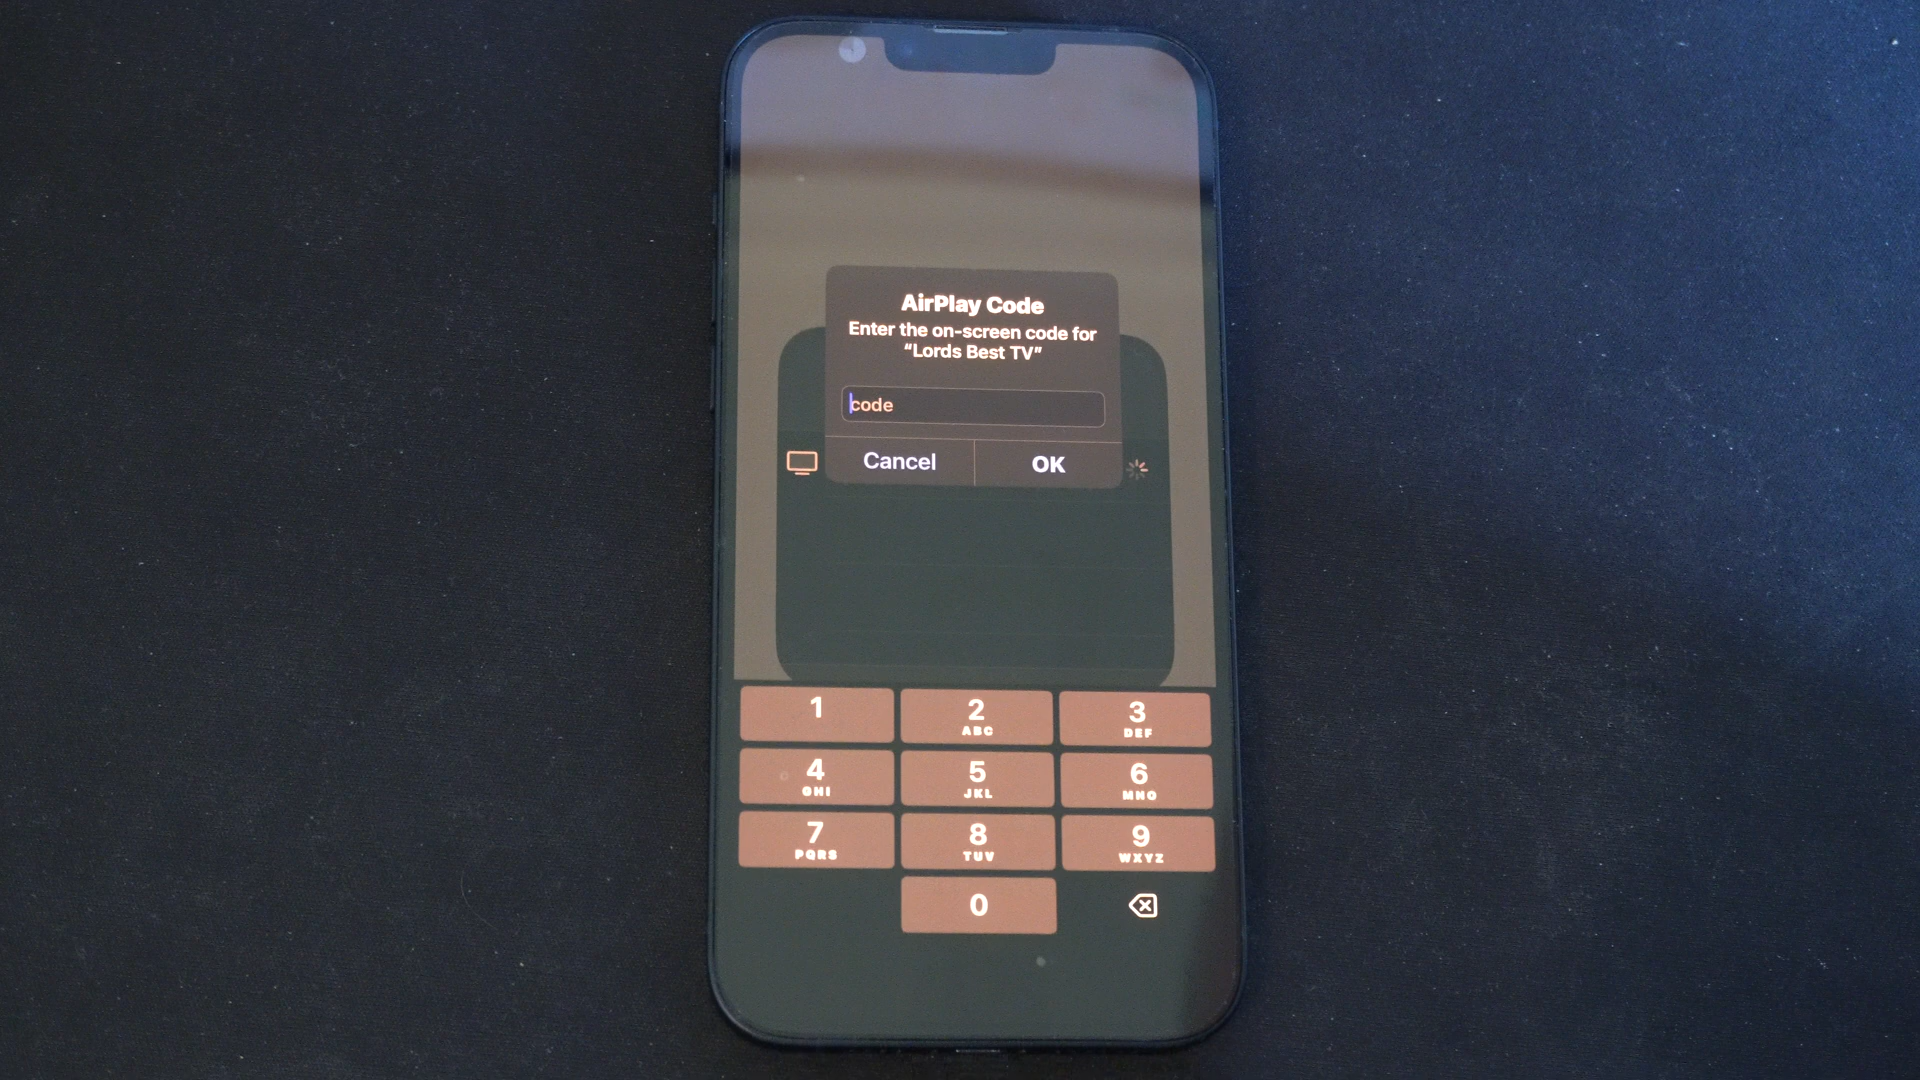 AirPlay Code
Enter the on-screen code for
“Lords Best TV”
code
Cancel OK
1 2 3
ABC DEF
4 5 6
GHI JKL MNO
7 8 9
PQRS TUV WXYZ
0